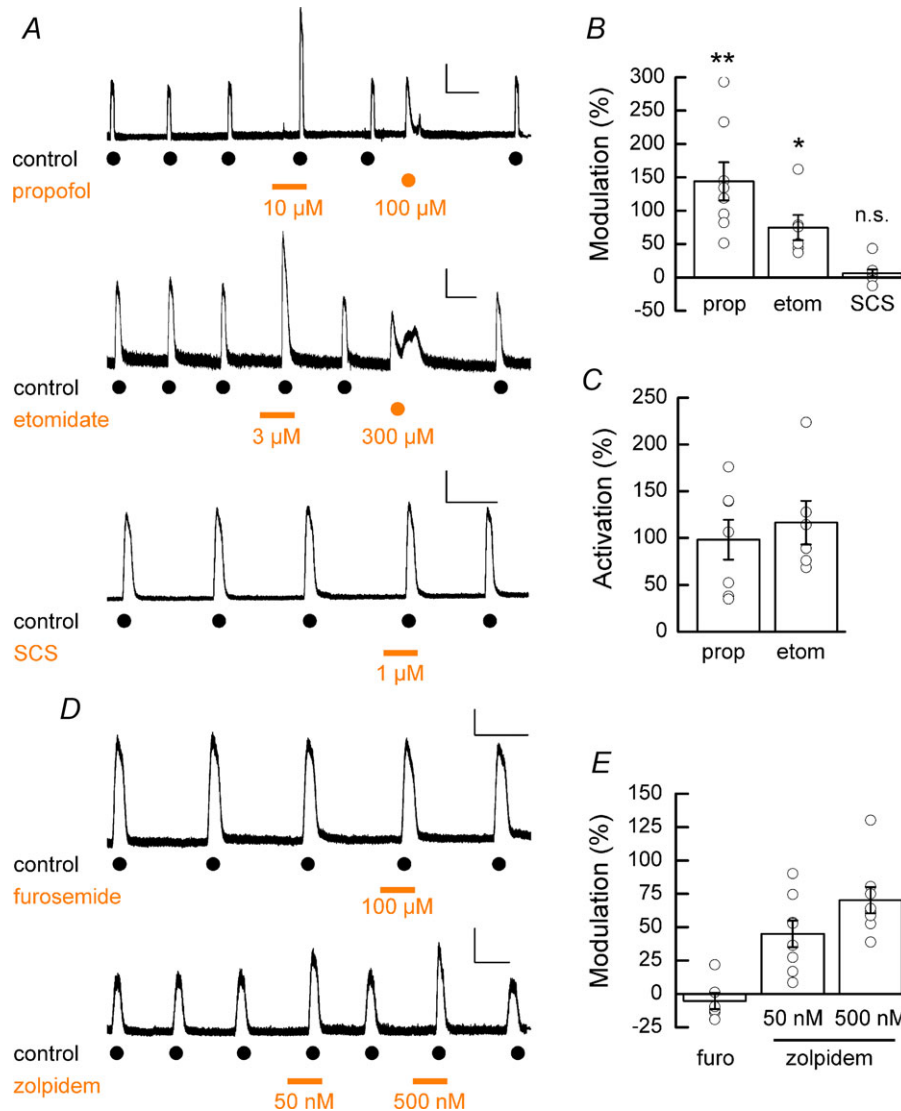 A
control
propofol
10 µM
100 µM
control
etomidate
3 µM
300 µM
control
SCS
1 µM
B
Modulation (%)
300
250
200
150
100
50
0
-50
**
*
n.s.
prop
etom
SCS
C
Activation (%)
250
200
150
100
50
0
prop
etom
D
control
furosemide
100 µM
control
zolpidem
50 nM
500 nM
E
Modulation (%)
150
125
100
75
50
25
0
-25
50 nM
500 nM
furo
zolpidem